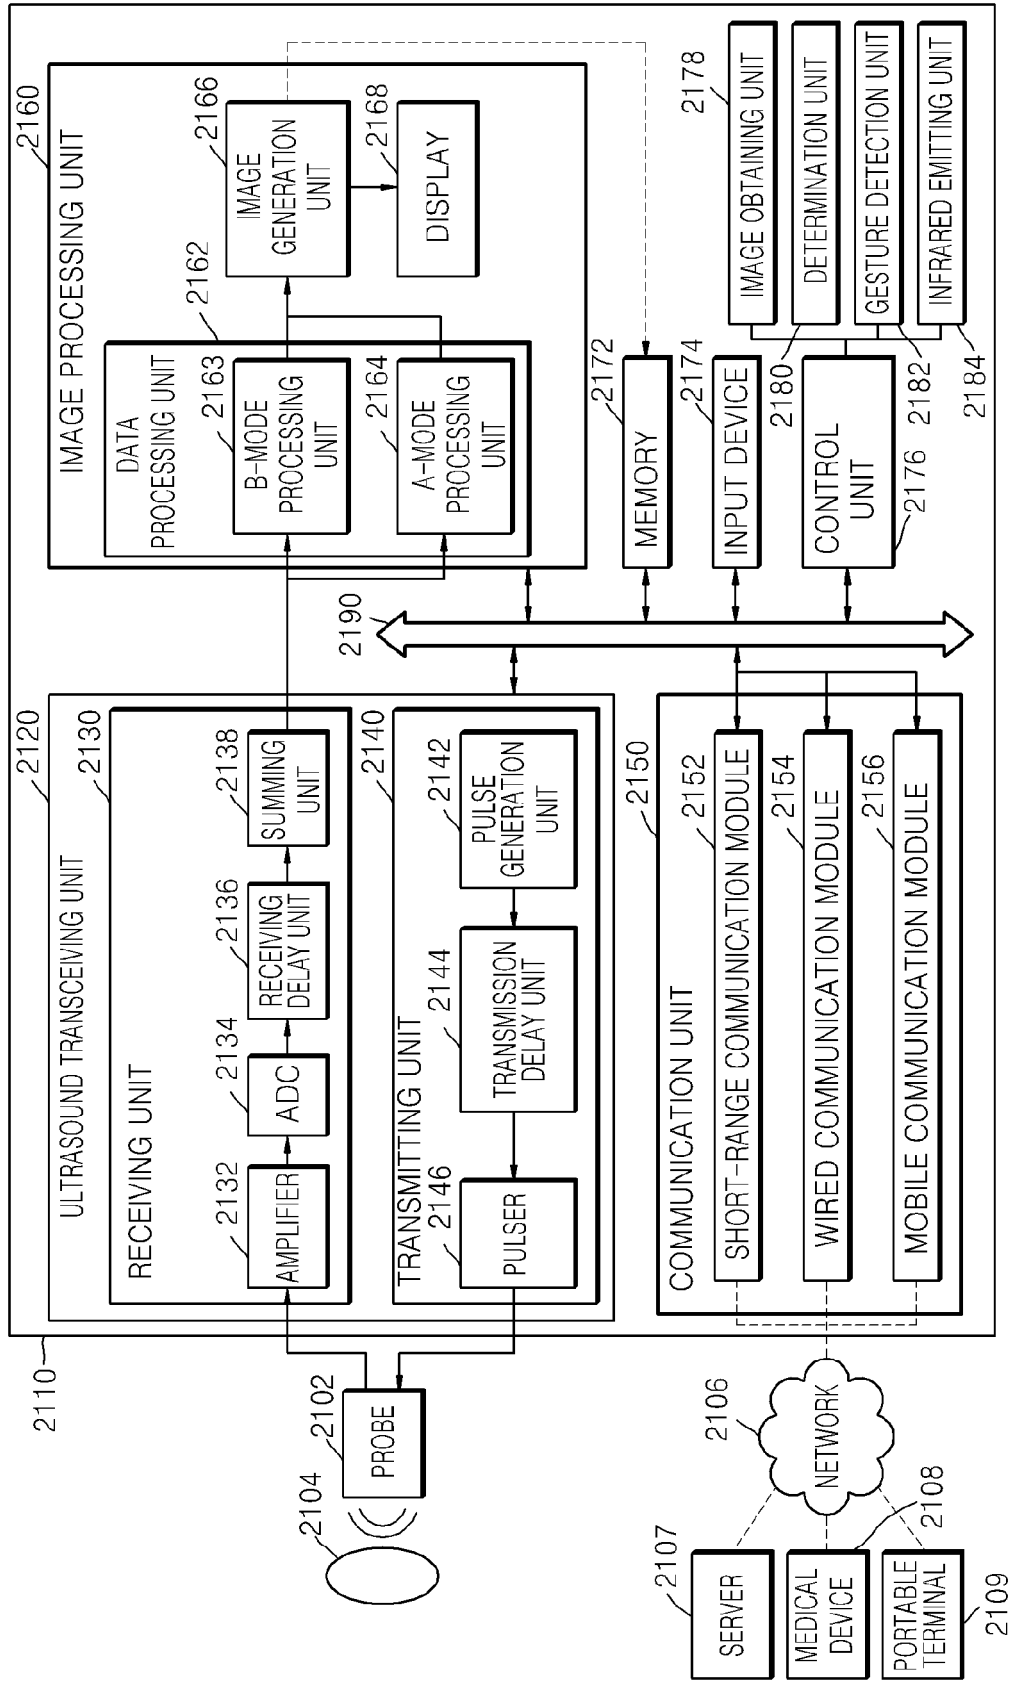 2110
2104
2102
PROBE
2120
ULTRASOUND TRANSCEIVING UNIT
2130
RECEIVING UNIT
2132
AMPLIFIER
2134
ADC
2136
RECEIVING
DELAY UNIT
2138
SUMMING
UNIT
2140
TRANSMITTING UNIT
2146
PULSER
2144
TRANSMISSION
DELAY UNIT
2142
PULSE
GENERATION
UNIT
2160
IMAGE PROCESSING UNIT
2162
DATA
PROCESSING UNIT
2163
B-MODE
PROCESSING
UNIT
2164
A-MODE
PROCESSING
UNIT
2166
IMAGE
GENERATION
UNIT
2168
DISPLAY
2190
2172
MEMORY
2174
INPUT DEVICE
CONTROL
UNIT
2176
2178
IMAGE OBTAINING UNIT
2180
DETERMINATION UNIT
2182
GESTURE DETECTION UNIT
2184
INFRARED EMITTING UNIT
2150
COMMUNICATION UNIT
2152
SHORT-RANGE COMMUNICATION MODULE
2154
WIRED COMMUNICATION MODULE
2156
MOBILE COMMUNICATION MODULE
2106
NETWORK
2107
SERVER
2108
MEDICAL
DEVICE
2109
PORTABLE
TERMINAL